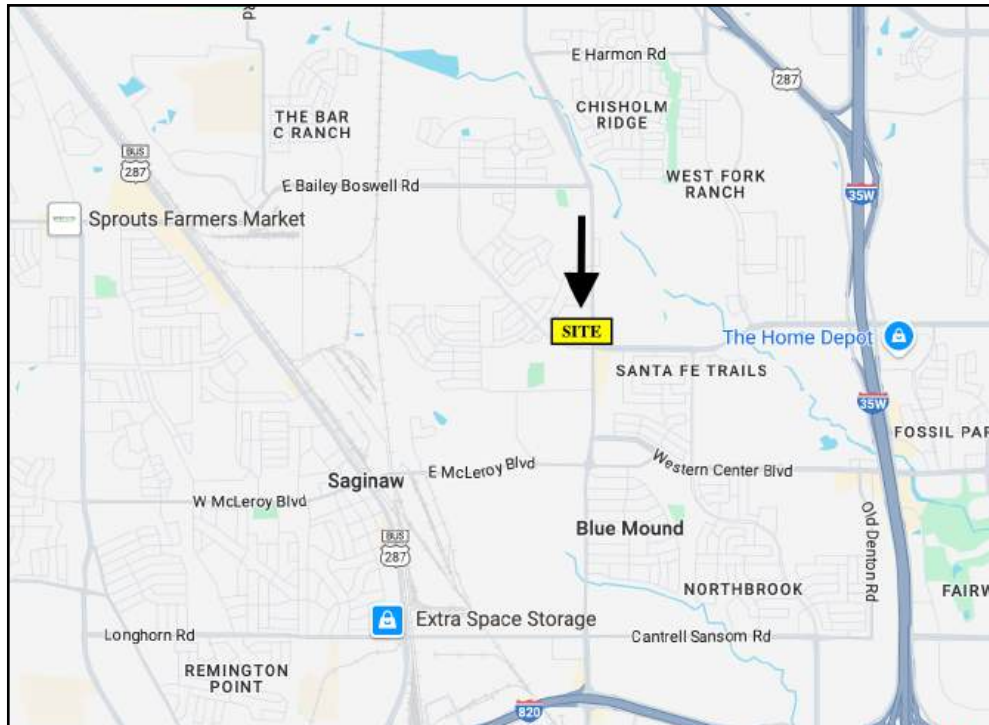 Rd
E Harmon Rd
287
CHISHOLM
RIDGE
THE BAR
C RANCH
BUS
287
WEST FORK
RANCH
E Bailey Boswell Rd
35W
Sprouts Farmers Market
SITE
The Home Depot
SANTA FE TRAILS
35W
FOSSIL PAR
E McLeroy Blvd
Western Center Blvd
Saginaw
W McLeroy Blvd
Old Denton Rd
Blue Mound
BUS
287
NORTHBROOK
FAIRW
Extra Space Storage
Longhorn Rd
Cantrell Sansom Rd
REMINGTON
POINT
820